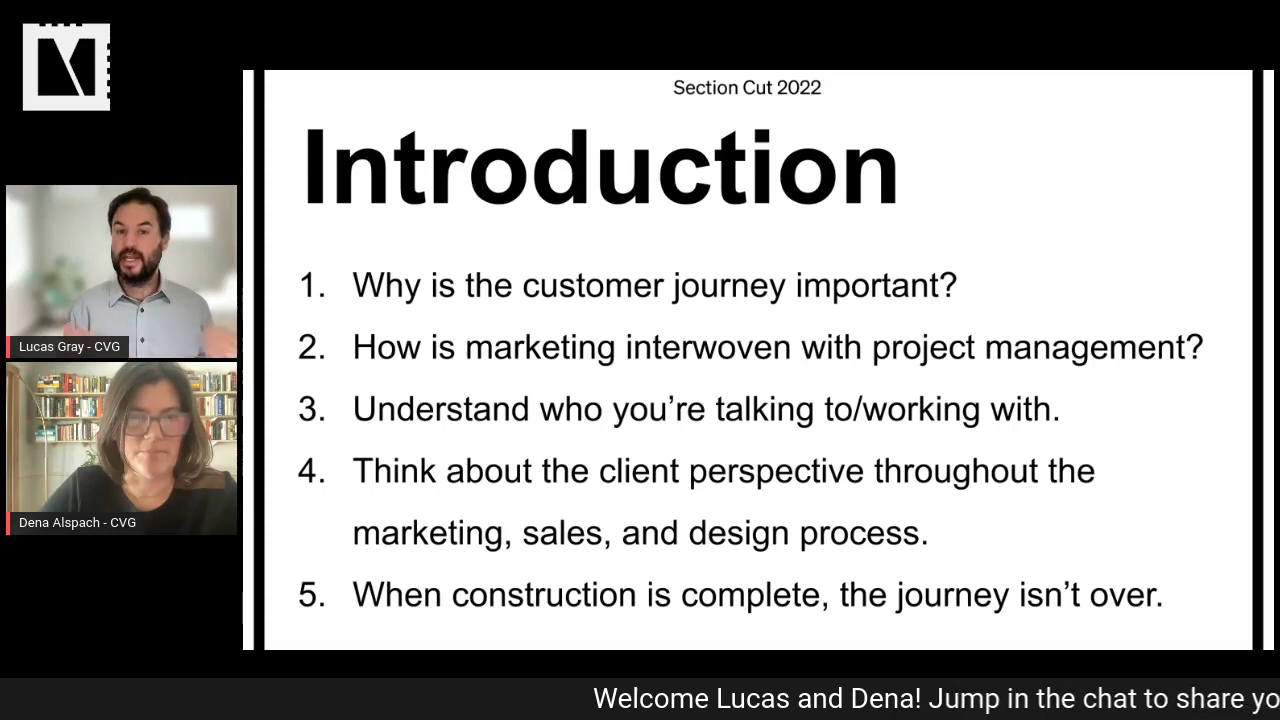 Section Cut 2022
Introduction
1. Why is the customer journey important?
2. How is marketing interwoven with project management?
3. Understand who you’re talking to/working with.
4. Think about the client perspective throughout the
marketing, sales, and design process.
5. When construction is complete, the journey isn’t over.
Lucas Gray - CVG
Dena Alspach - CVG
Welcome Lucas and Dena! Jump in the chat to share yo